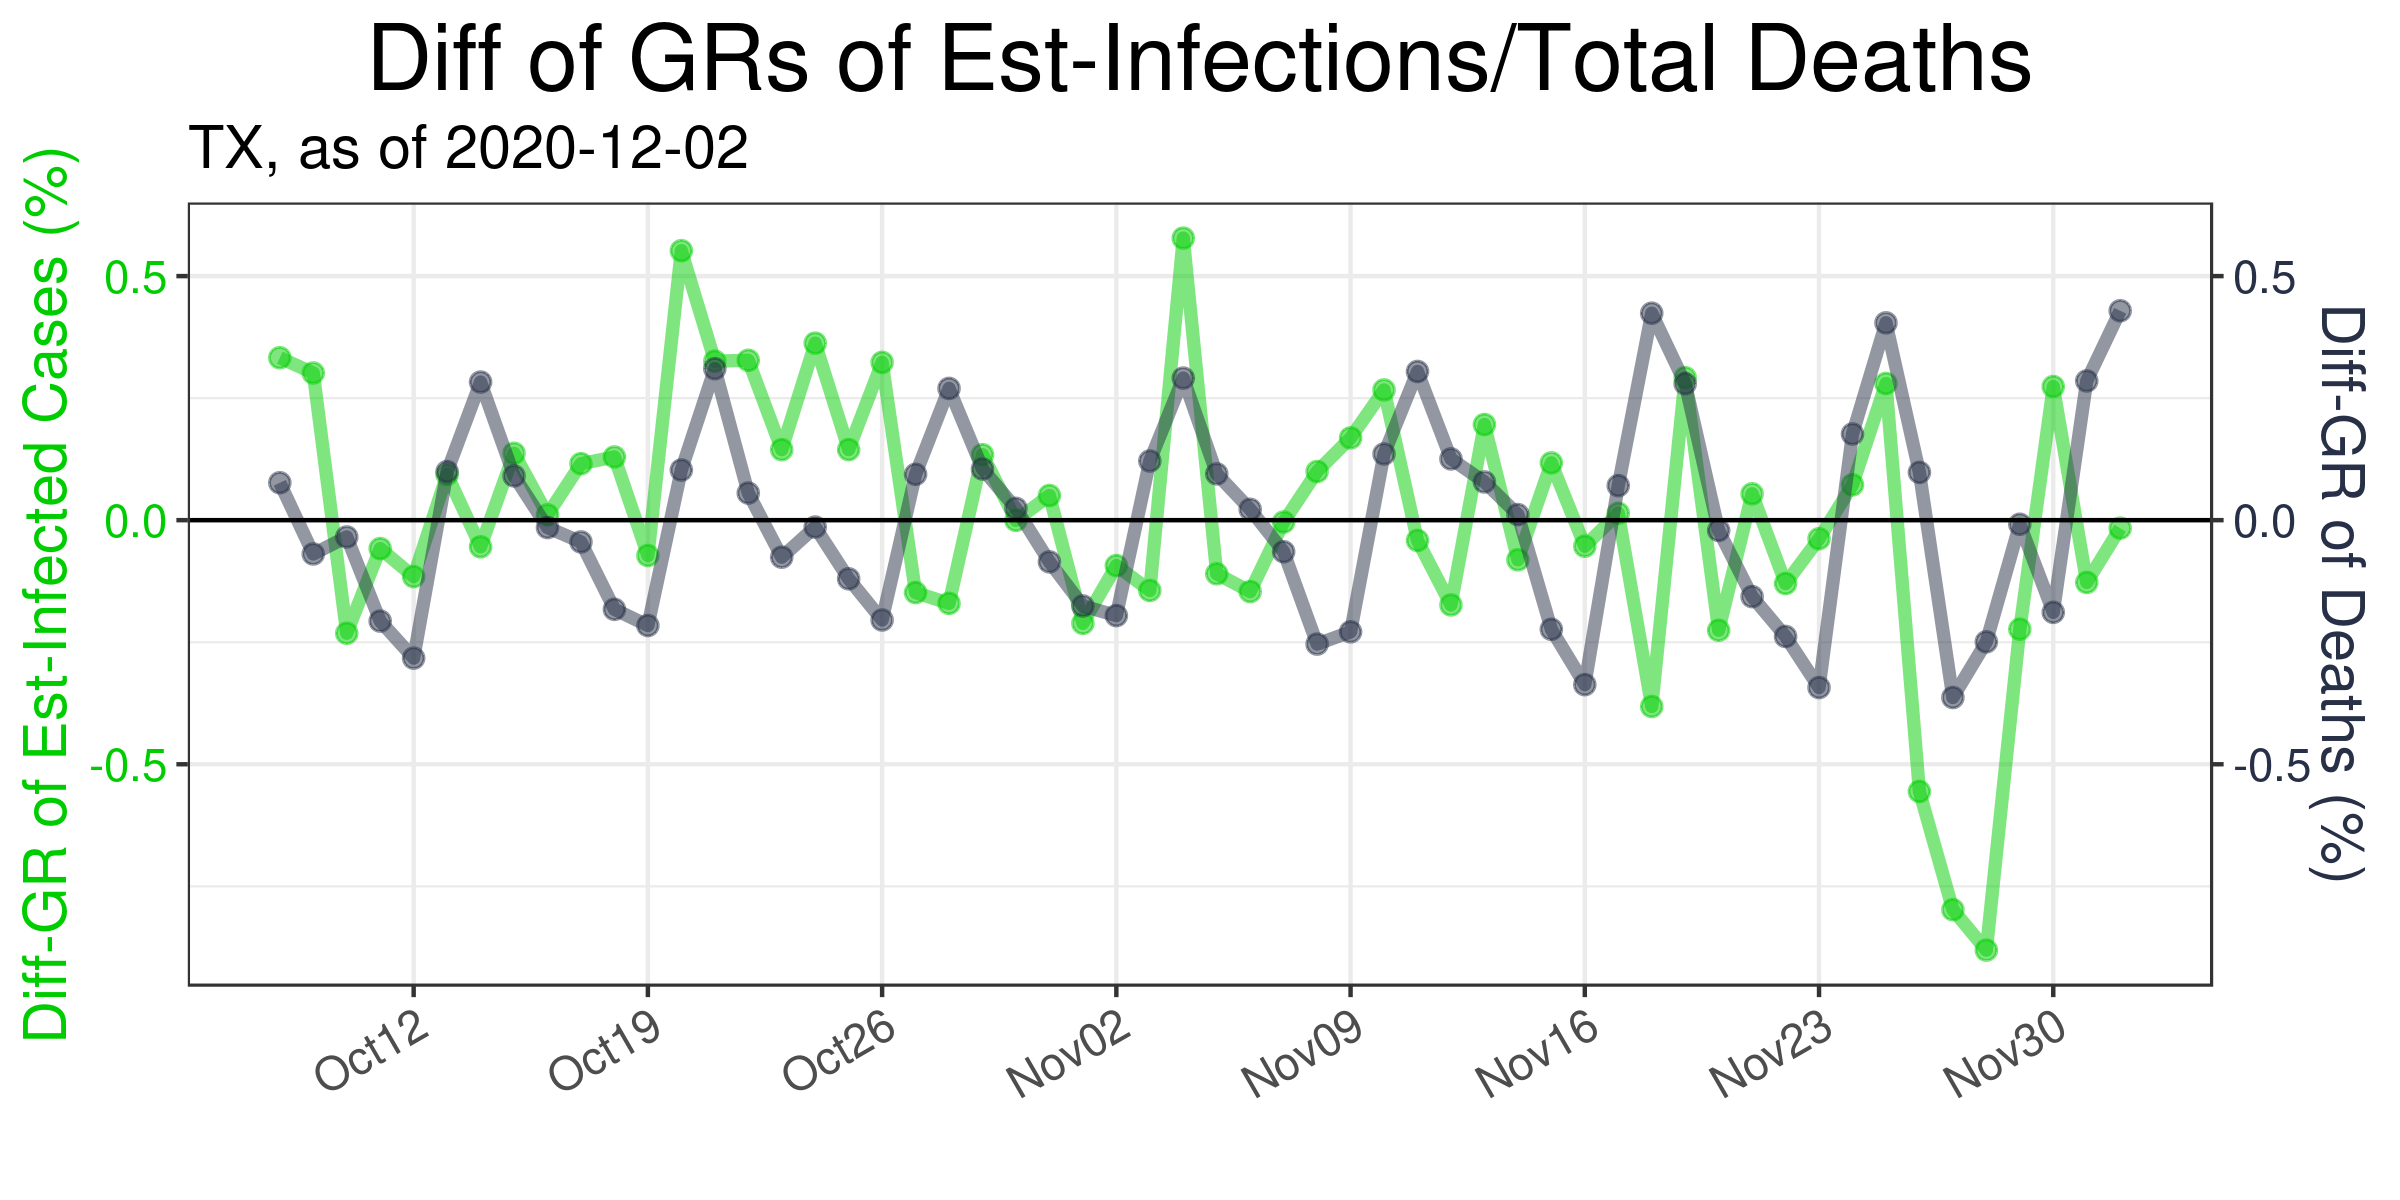 Diff of GRs of Est-Infections/Total Deaths
TX, as of 2020-12-02
Diff-GR of Est-Infected Cases (%)
0.5
0.0
-0.5
0.5
0.0
-0.5
Diff-GR of Deaths (%)
Oct12
Oct19
Oct26
Nov02
Nov09
Nov16
Nov23
Nov30